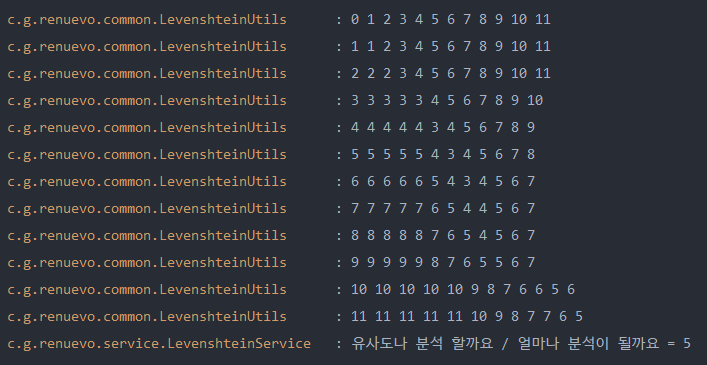 c.g.renuevo.common.LevenshteinUtils : 0 1 2 3 4 5 6 7 8 9 10 11
c.g.renuevo.common.LevenshteinUtils : 1 1 2 3 4 5 6 7 8 9 10 11
c.g.renuevo.common.LevenshteinUtils : 2 2 2 3 4 5 6 7 8 9 10 11
c.g.renuevo.common.LevenshteinUtils : 3 3 3 3 3 4 5 6 7 8 9 10
c.g.renuevo.common.LevenshteinUtils : 4 4 4 4 4 3 4 5 6 7 8 9
c.g.renuevo.common.LevenshteinUtils : 5 5 5 5 5 4 3 4 5 6 7 8
c.g.renuevo.common.LevenshteinUtils : 6 6 6 6 6 5 4 3 4 5 6 7
c.g.renuevo.common.LevenshteinUtils : 7 7 7 7 7 6 5 4 4 5 6 7
c.g.renuevo.common.LevenshteinUtils : 8 8 8 8 8 7 6 5 4 5 6 7
c.g.renuevo.common.LevenshteinUtils : 9 9 9 9 9 8 7 6 5 5 6 7
c.g.renuevo.common.LevenshteinUtils : 10 10 10 10 10 9 8 7 6 6 5 6
c.g.renuevo.common.LevenshteinUtils : 11 11 11 11 11 10 9 8 7 7 6 5
c.g.renuevo.service.LevenshteinService : 유사도나 분석 할까요 / 얼마나 분석이 될까요 = 5